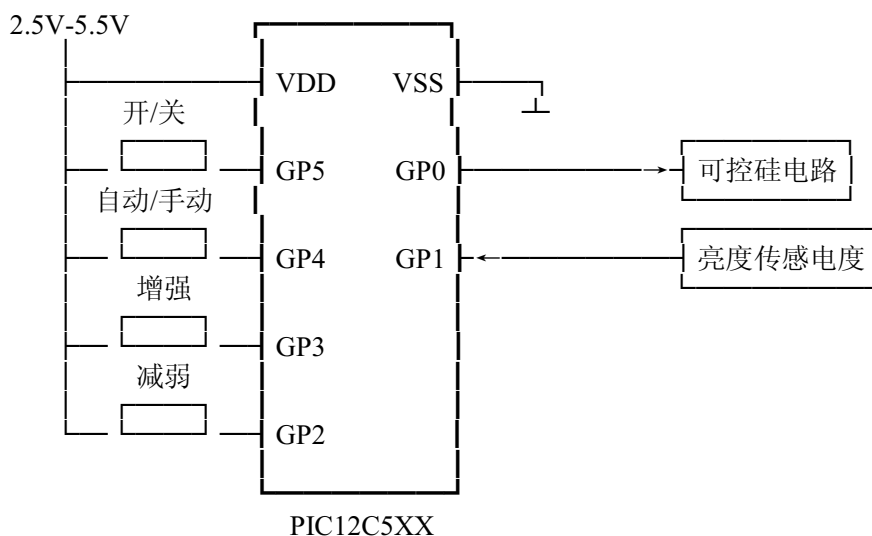 2.5V-5.5V
VDD VSS
开/关
GP5 GP0 可控硅电路
自动/手动
GP4 GP1 亮度传感电度
增强
GP3
减弱
GP2
PIC12C5XX